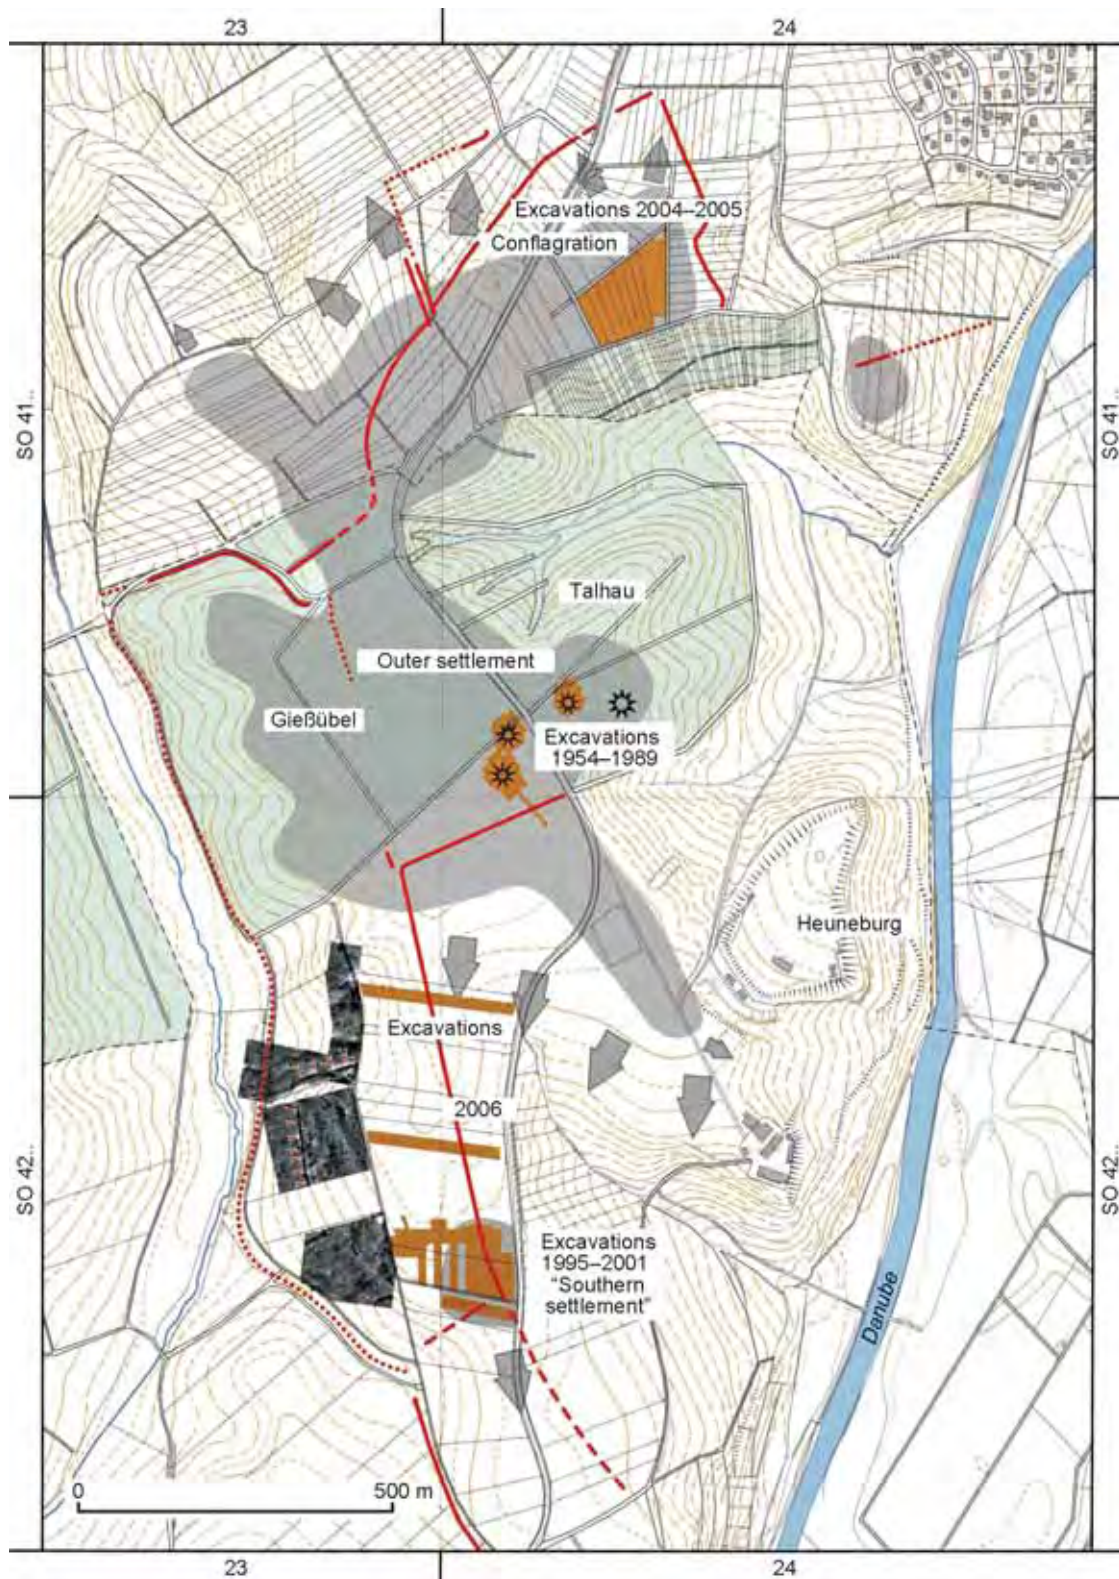 23
24
Excavations 2004–2005
Conflagration
SO 41..
SO 41..
Talhau
Outer settlement
Gießübel
Excavations
1954–1989
Heuneburg
Excavations
2006
SO 42..
SO 42..
Excavations
1995–2001
“Southern
settlement”
Danube
0
500 m
23
24